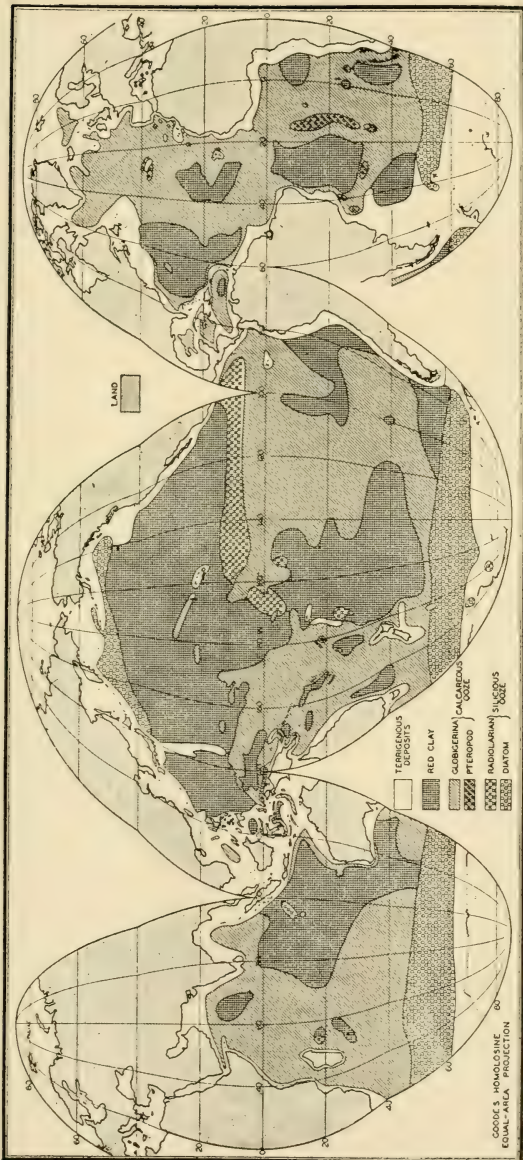 LAND
TERRIGENOUS
DEPOSITS
RED CLAY
GLOBIGERINA
PTEROPOD
CALCAREOUS
OOZE
RADIOLARIAN
DIATOM
SILICIOUS
OOZE
GOODE'S HOMOLOSINE
EQUAL-AREA PROJECTION